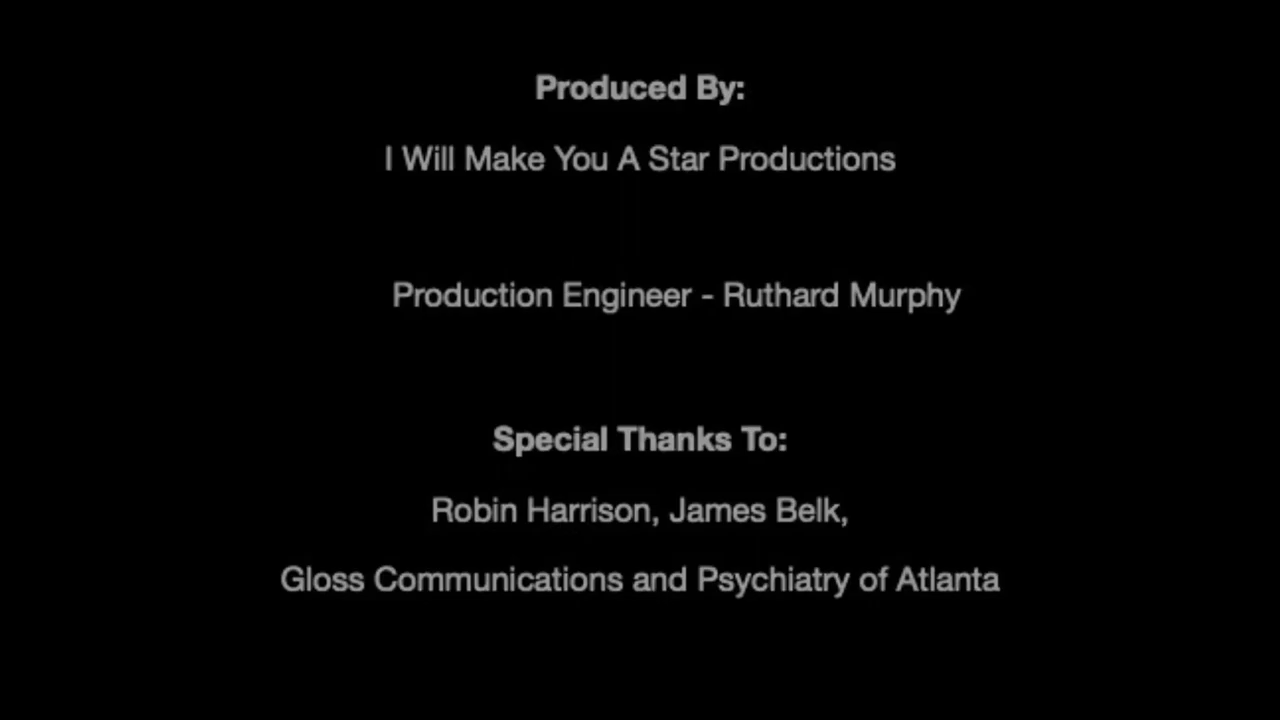 Produced By:
I Will Make You A Star Productions
Production Engineer - Ruthard Murphy
Special Thanks To:
Robin Harrison, James Belk,
Gloss Communications and Psychiatry of Atlanta